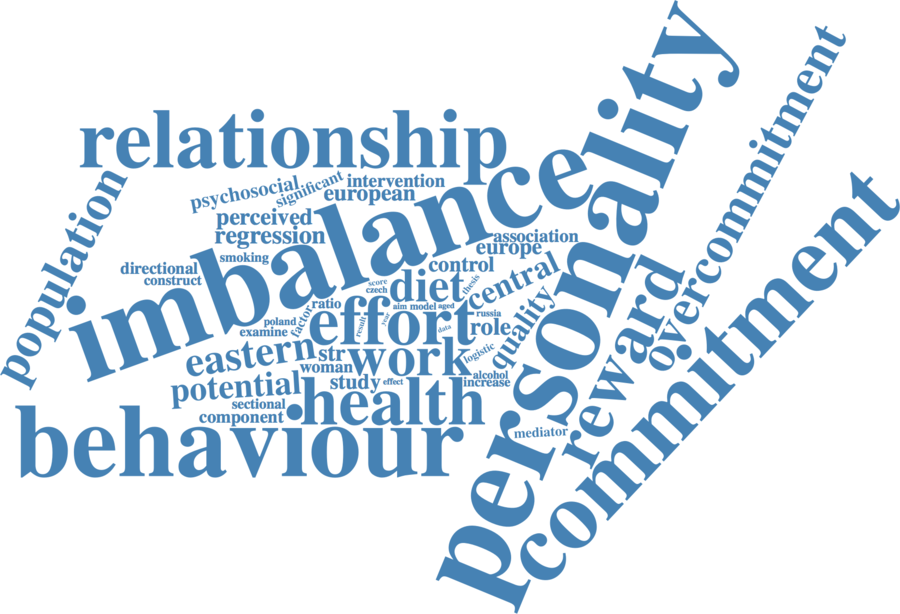 personality
overcommitment
relationship
commitment
imbalance
population
psychosocial
significant
intervention
european
perceived
regression
smoking
association
europe
control
central
directional
construct
diet
thesis
score
czech
ratio
aim
model
aged
factor
effort
result
year
data
russia
role
quality
reward
poland
examine
eastern
str
work
logistic
woman
potential
study
effect
alcohol
increase
health
sectional
component
behaviour
mediator